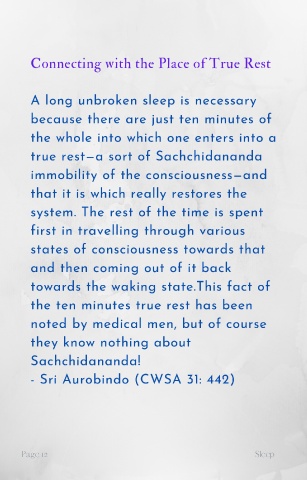 Connecting with the Place of True Rest
A long unbroken sleep is necessary
because there are just ten minutes of
the whole into which one enters into a
true rest—a sort of Sachchidananda
immobility of the consciousness—and
that it is which really restores the
system. The rest of the time is spent
first in travelling through various
states of consciousness towards that
and then coming out of it back
towards the waking state.This fact of
the ten minutes true rest has been
noted by medical men, but of course
they know nothing about
Sachchidananda!
- Sri Aurobindo (CWSA 31: 442)
Page 12
Sleep